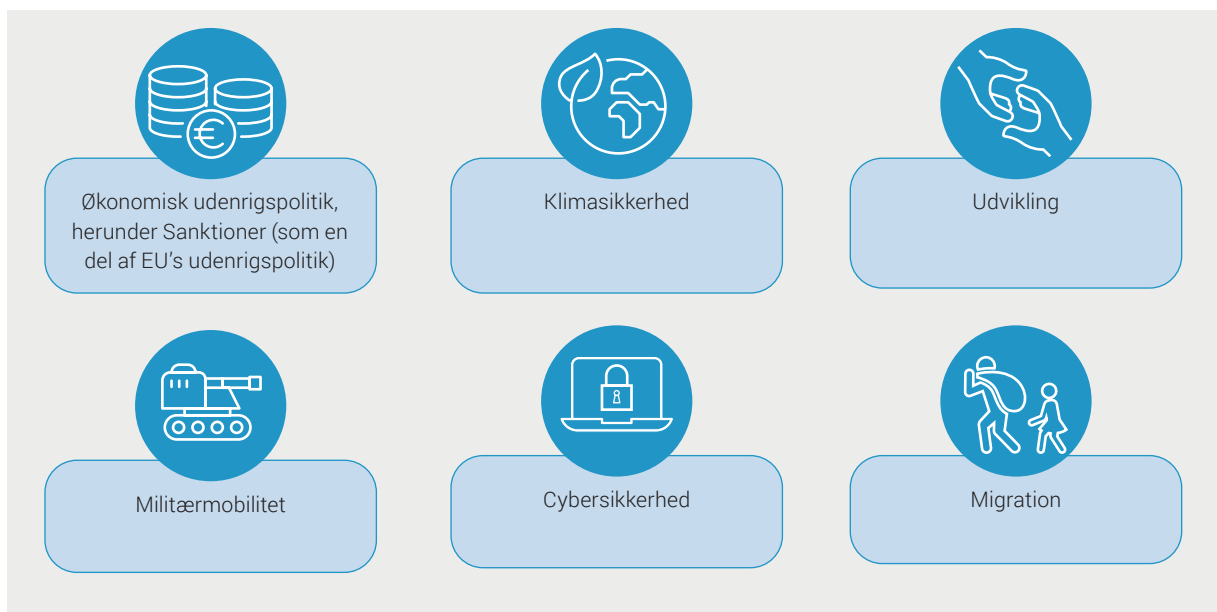 Økonomisk udenrigspolitik,
herunder Sanktioner (som en
del af EU's udenrigspolitik)
Klimasikkerhed
Udvikling
Militærmobilitet
Cybersikkerhed
Migration